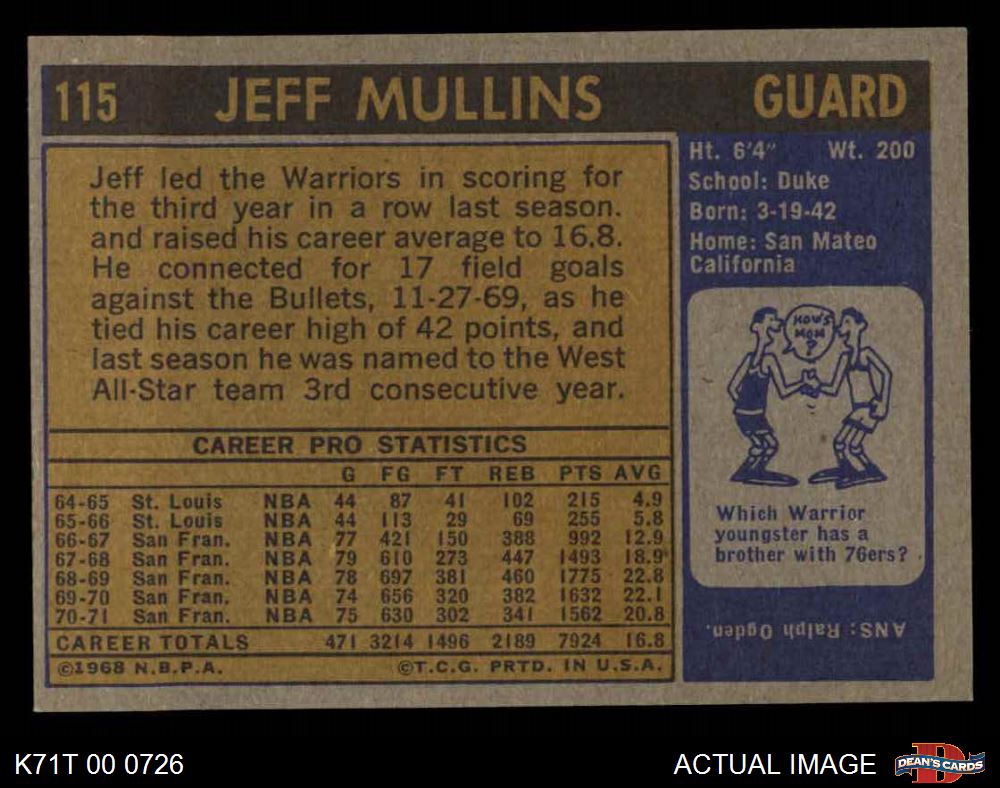 115 JEFF MULLINS GUARD
Jeff led the Warriors in scoring for
the third year in a row last season.
and raised his career average to 16.8.
He connected for 17 field goals
against the Bullets, 11-27-69, as he
tied his career high of 42 points, and
last season he was named to the West
All-Star team 3rd consecutive year.
CAREER PRO STATISTICS
G FG FT REB PTS AVG
64-65 St. Louis NBA 44 87 41 102 215 4.9
65-66 St. Louis NBA 44 113 29 69 255 5.8
66-67 San Fran. NBA 77 421 150 388 992 12.9
67-68 San Fran. NBA 79 610 273 447 1493 18.9
68-69 San Fran. NBA 78 697 381 460 1775 22.8
69-70 San Fran. NBA 74 656 320 382 1632 22.1
70-71 San Fran. NBA 75 630 302 341 1562 20.8
CAREER TOTALS 471 3214 1496 2189 7924 16.8
©1968 N.B.P.A. ©T.C.G. PRTD. IN U.S.A.
Ht. 6'4" Wt. 200
School: Duke
Born: 3-19-42
Home: San Mateo
California
HOW'S
MOM
?
Which Warrior
youngster has a
brother with 76ers?
ANS: Ralph Ogden.
K71T 00 0726
ACTUAL IMAGE
D
DEAN'S CARDS